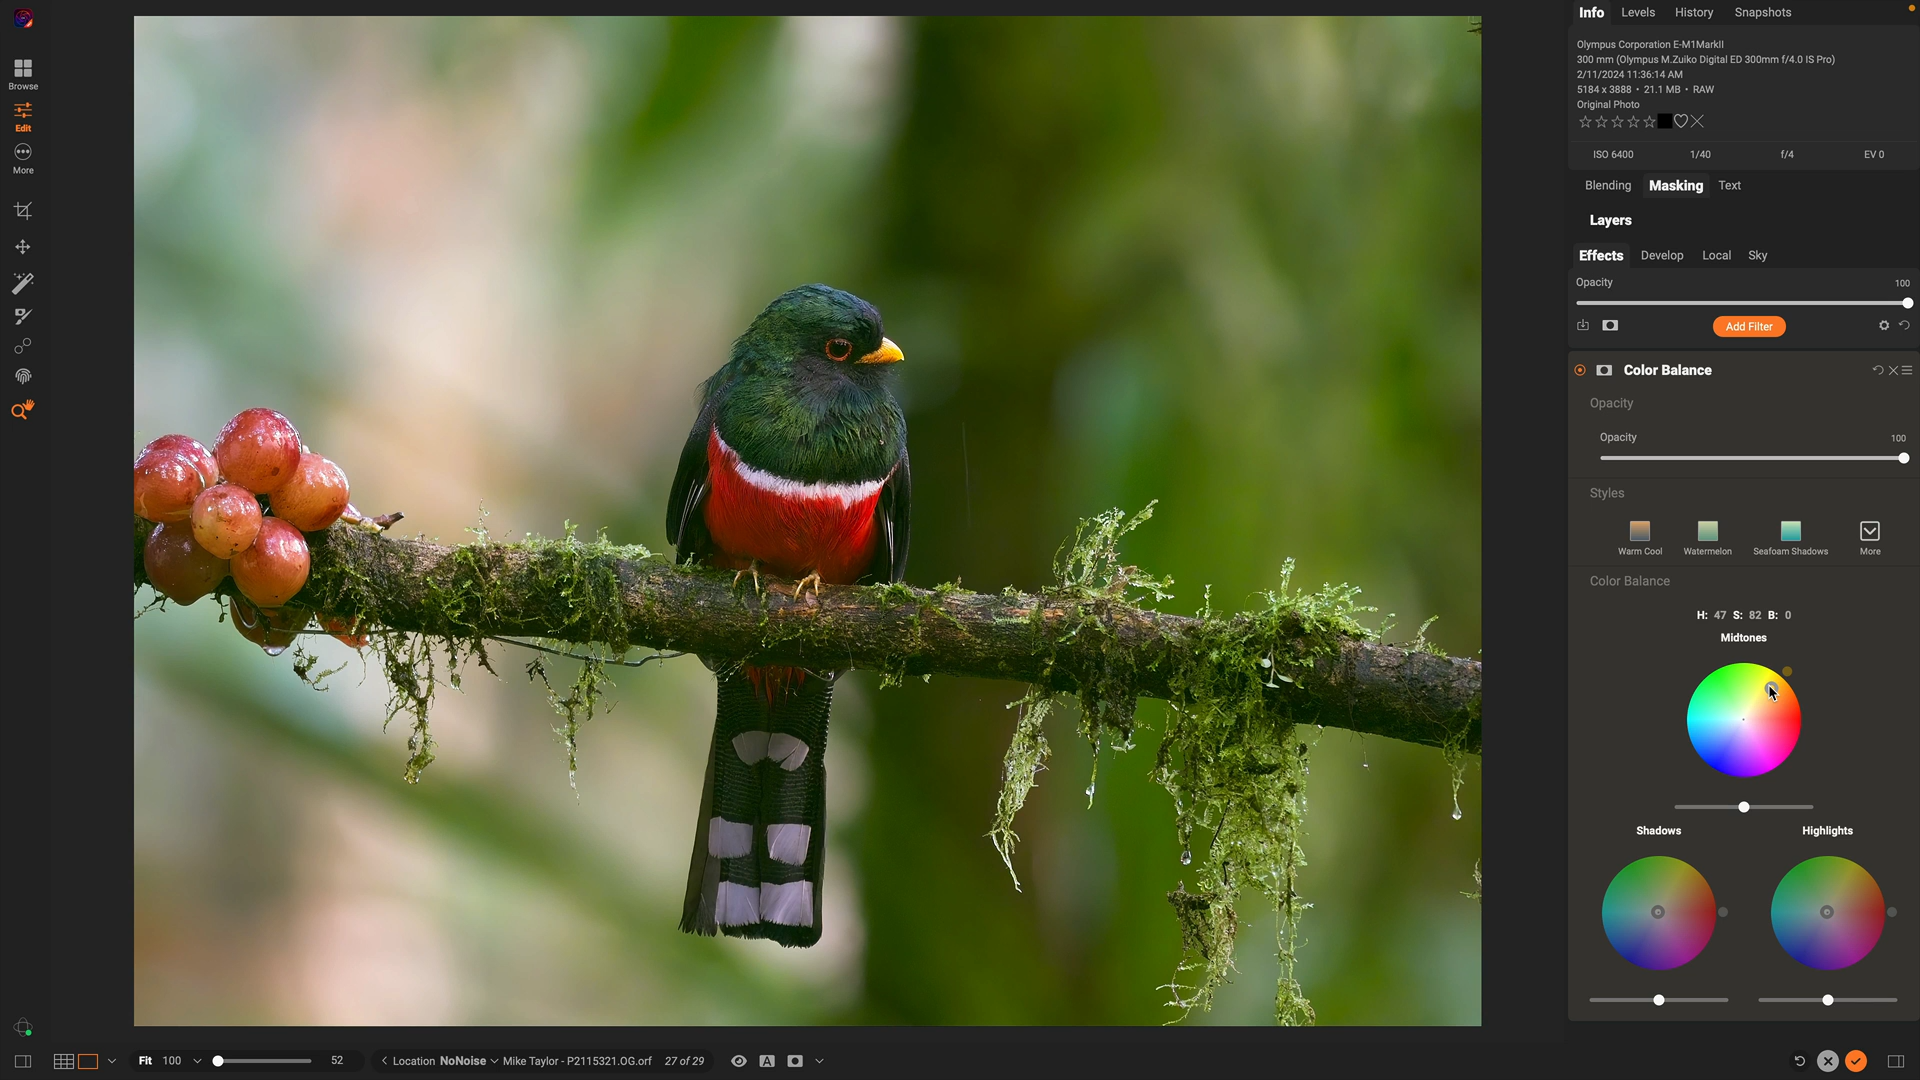 Info Levels History Snapshots
Olympus Corporation E-M1MarkII
300 mm (Olympus M.Zuiko Digital ED 300mm f/4.0 IS Pro)
2/11/2024 11:36:14 AM
5184 x 3888 • 21.1 MB • RAW
Original Photo
ISO 6400 1/40 f/4 EV 0
Blending Masking Text
Layers
Effects Develop Local Sky
Opacity 100
Add Filter
Color Balance
Opacity
Opacity 100
Styles
Warm Cool Watermelon Seafoam Shadows More
Color Balance
H: 47 S: 82 B: 0
Midtones
Shadows Highlights
Browse
Edit
More
Fit 100 52 Location NoNoise Mike Taylor - P2115321.OG.orf 27 of 29 A